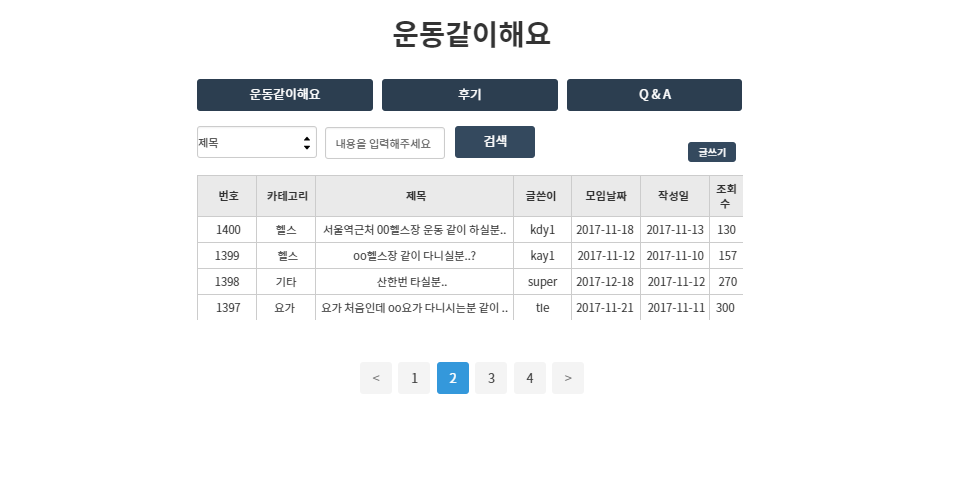 운동같이해요
운동같이해요 후기 Q & A
제목 내용을 입력해주세요 검색
글쓰기
번호 카테고리 제목 글쓴이 모임날짜 작성일 조회수
1400 헬스 서울역근처 00헬스장 운동 같이 하실분.. kdy1 2017-11-18 2017-11-13 130
1399 헬스 oo헬스장 같이 다니실분..? kay1 2017-11-12 2017-11-10 157
1398 기타 산한번 타실분.. super 2017-12-18 2017-11-12 270
1397 요가 요가 처음인데 oo요가 다니시는분 같이 .. tle 2017-11-21 2017-11-11 300
< 1 2 3 4 >